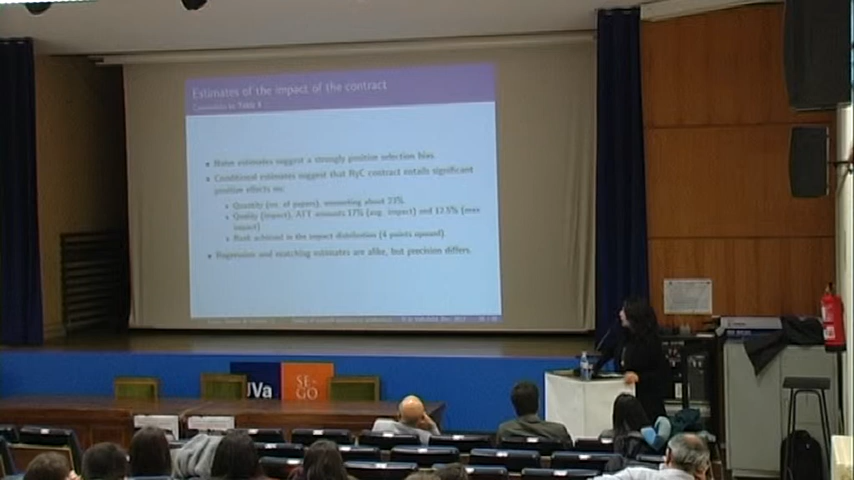 Estimates of the impact of the contract
Naive estimates suggest a strongly positive selection bias.
Conditional estimates suggest that RyC contract entails significant
positive effects on:
Quantity (no. of papers), amounting about 23%
Quality (impact), ATT amounts 17% (avg. impact) and 12.5% (max
impact)
Rank achieved in the impact distribution (4 points upward)
Regression and matching estimates are alike, but precision differs.
UVa
SE-
GO